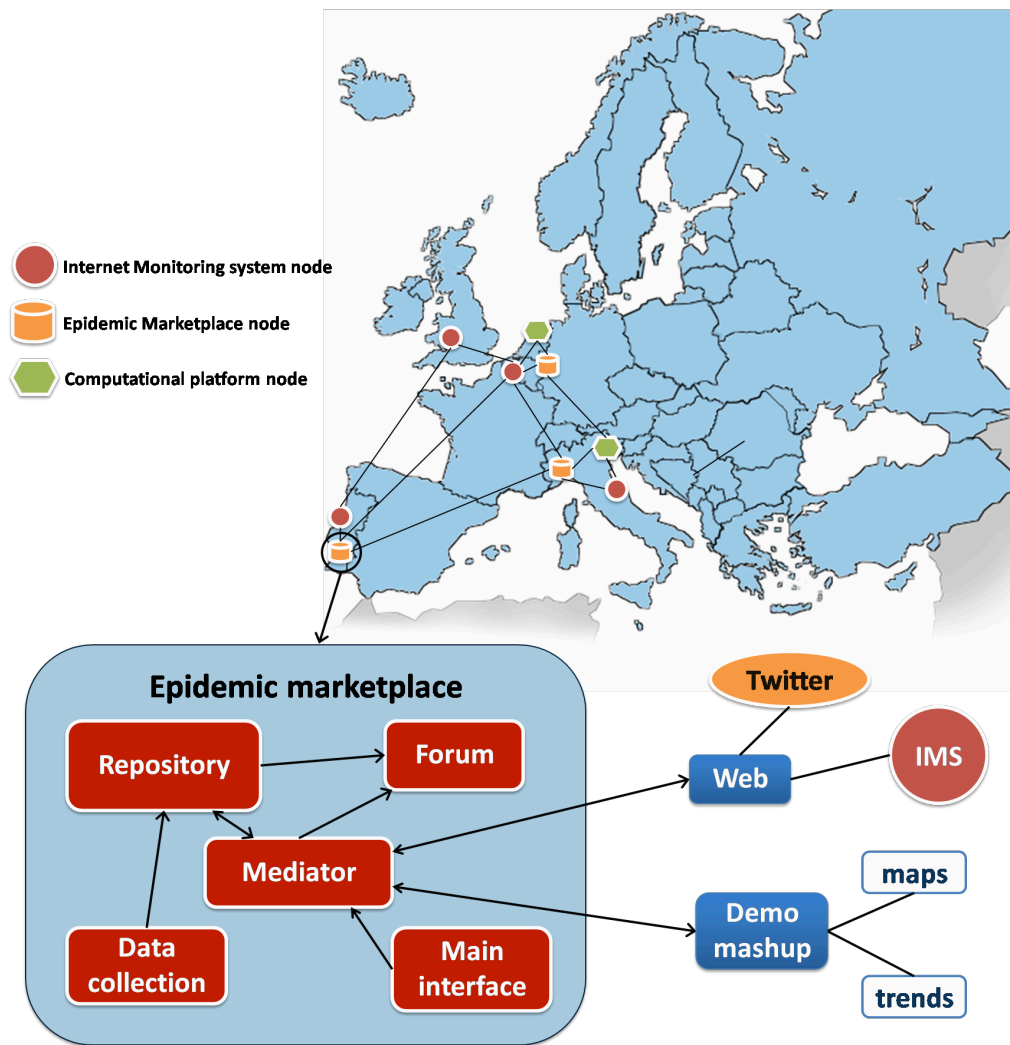 Internet Monitoring system node
Epidemic Marketplace node
Computational platform node
Epidemic marketplace
Twitter
Repository
Forum
Web
IMS
Mediator
maps
Demo
mashup
Data
collection
Main
interface
trends